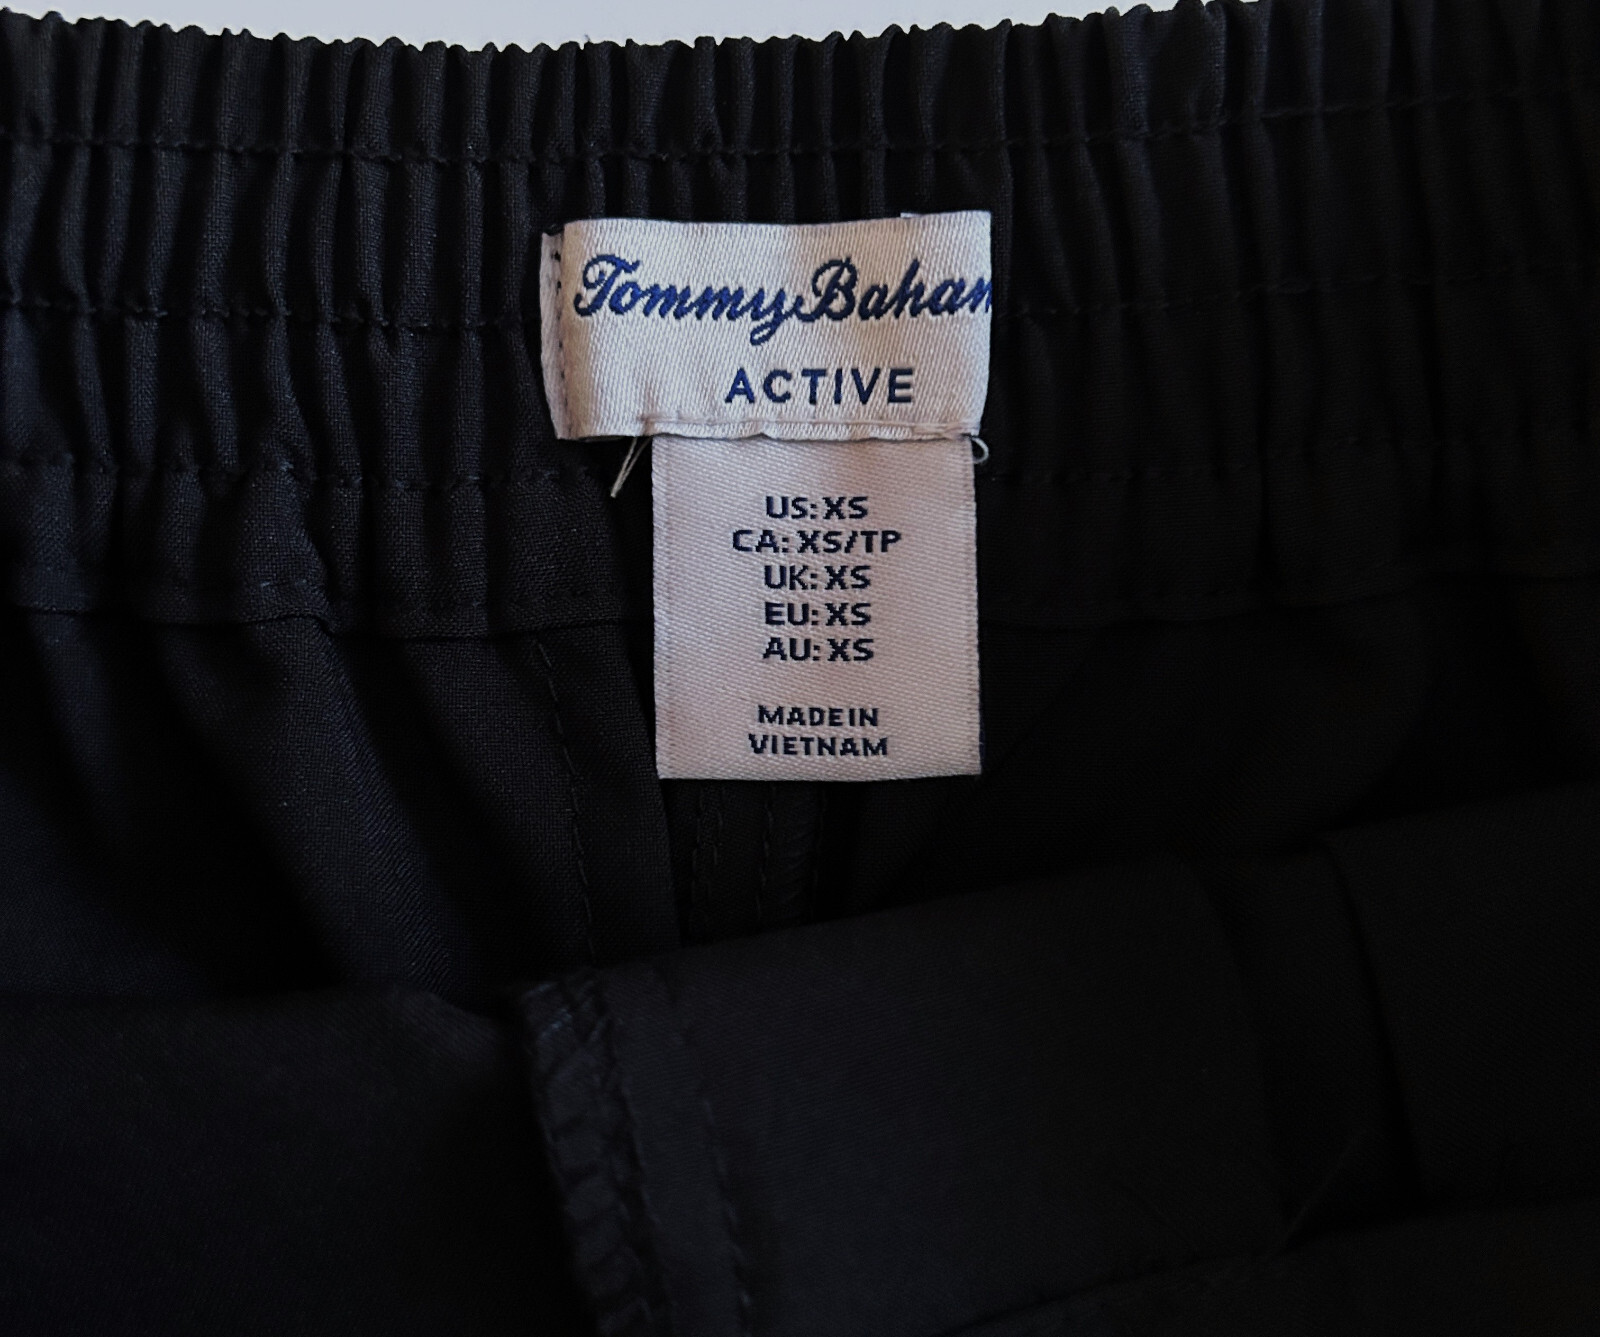 Tommy Baham
ACTIVE
US: XS
CA: XS/TP
UK: XS
EU: XS
AU: XS
MADE IN
VIETNAM